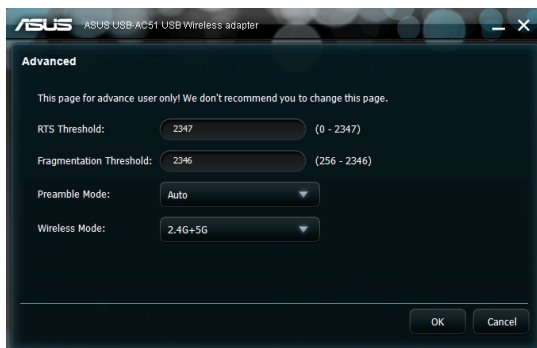 ASUS ASUS USB-AC51 USB Wireless adapter
Advanced
This page for advance user only! We don't recommend you to change this page.
RTS Threshold: 2347 (0 - 2347)
Fragmentation Threshold: 2346 (256 - 2346)
Preamble Mode: Auto
Wireless Mode: 2.4G+5G
OK Cancel